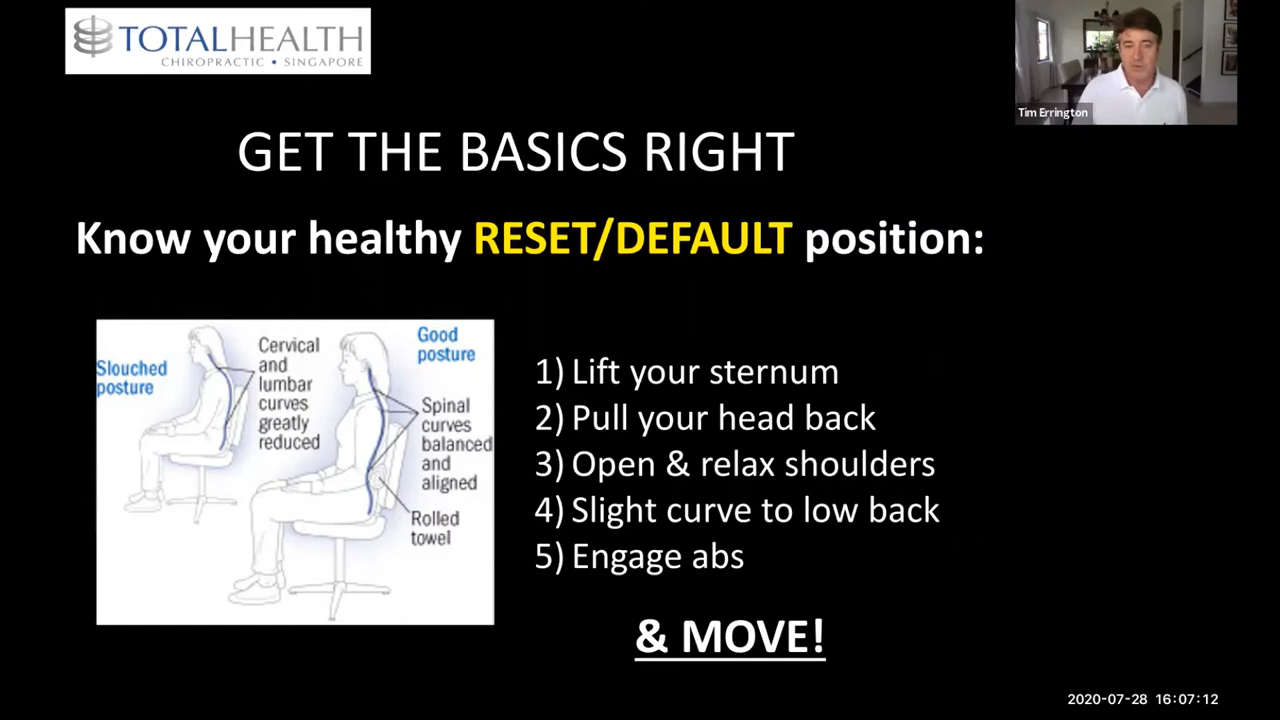 TOTALHEALTH
CHIROPRACTIC • SINGAPORE
Tim Errington
GET THE BASICS RIGHT
Know your healthy RESET/DEFAULT position:
Slouched
posture
Cervical
and
lumbar
curves
greatly
reduced
Good
posture
Spinal
curves
balanced
and
aligned
Rolled
towel
1) Lift your sternum
2) Pull your head back
3) Open & relax shoulders
4) Slight curve to low back
5) Engage abs
& MOVE!
2020-07-28 16:07:12